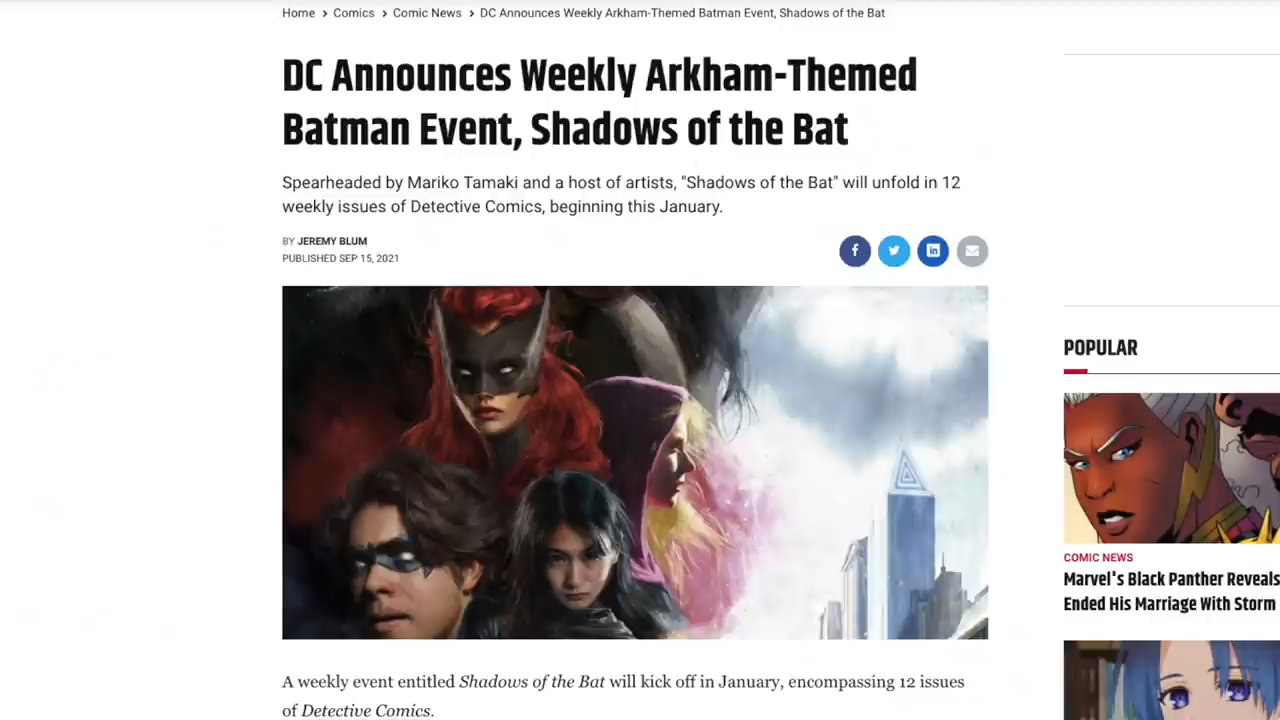 Home > Comics > Comic News > DC Announces Weekly Arkham-Themed Batman Event, Shadows of the Bat
DC Announces Weekly Arkham-Themed
Batman Event, Shadows of the Bat
Spearheaded by Mariko Tamaki and a host of artists, "Shadows of the Bat" will unfold in 12
weekly issues of Detective Comics, beginning this January.
BY JEREMY BLUM
PUBLISHED SEP 15, 2021
A weekly event entitled Shadows of the Bat will kick off in January, encompassing 12 issues
of Detective Comics.
POPULAR
COMIC NEWS
Marvel's Black Panther Reveals
Ended His Marriage With Storm